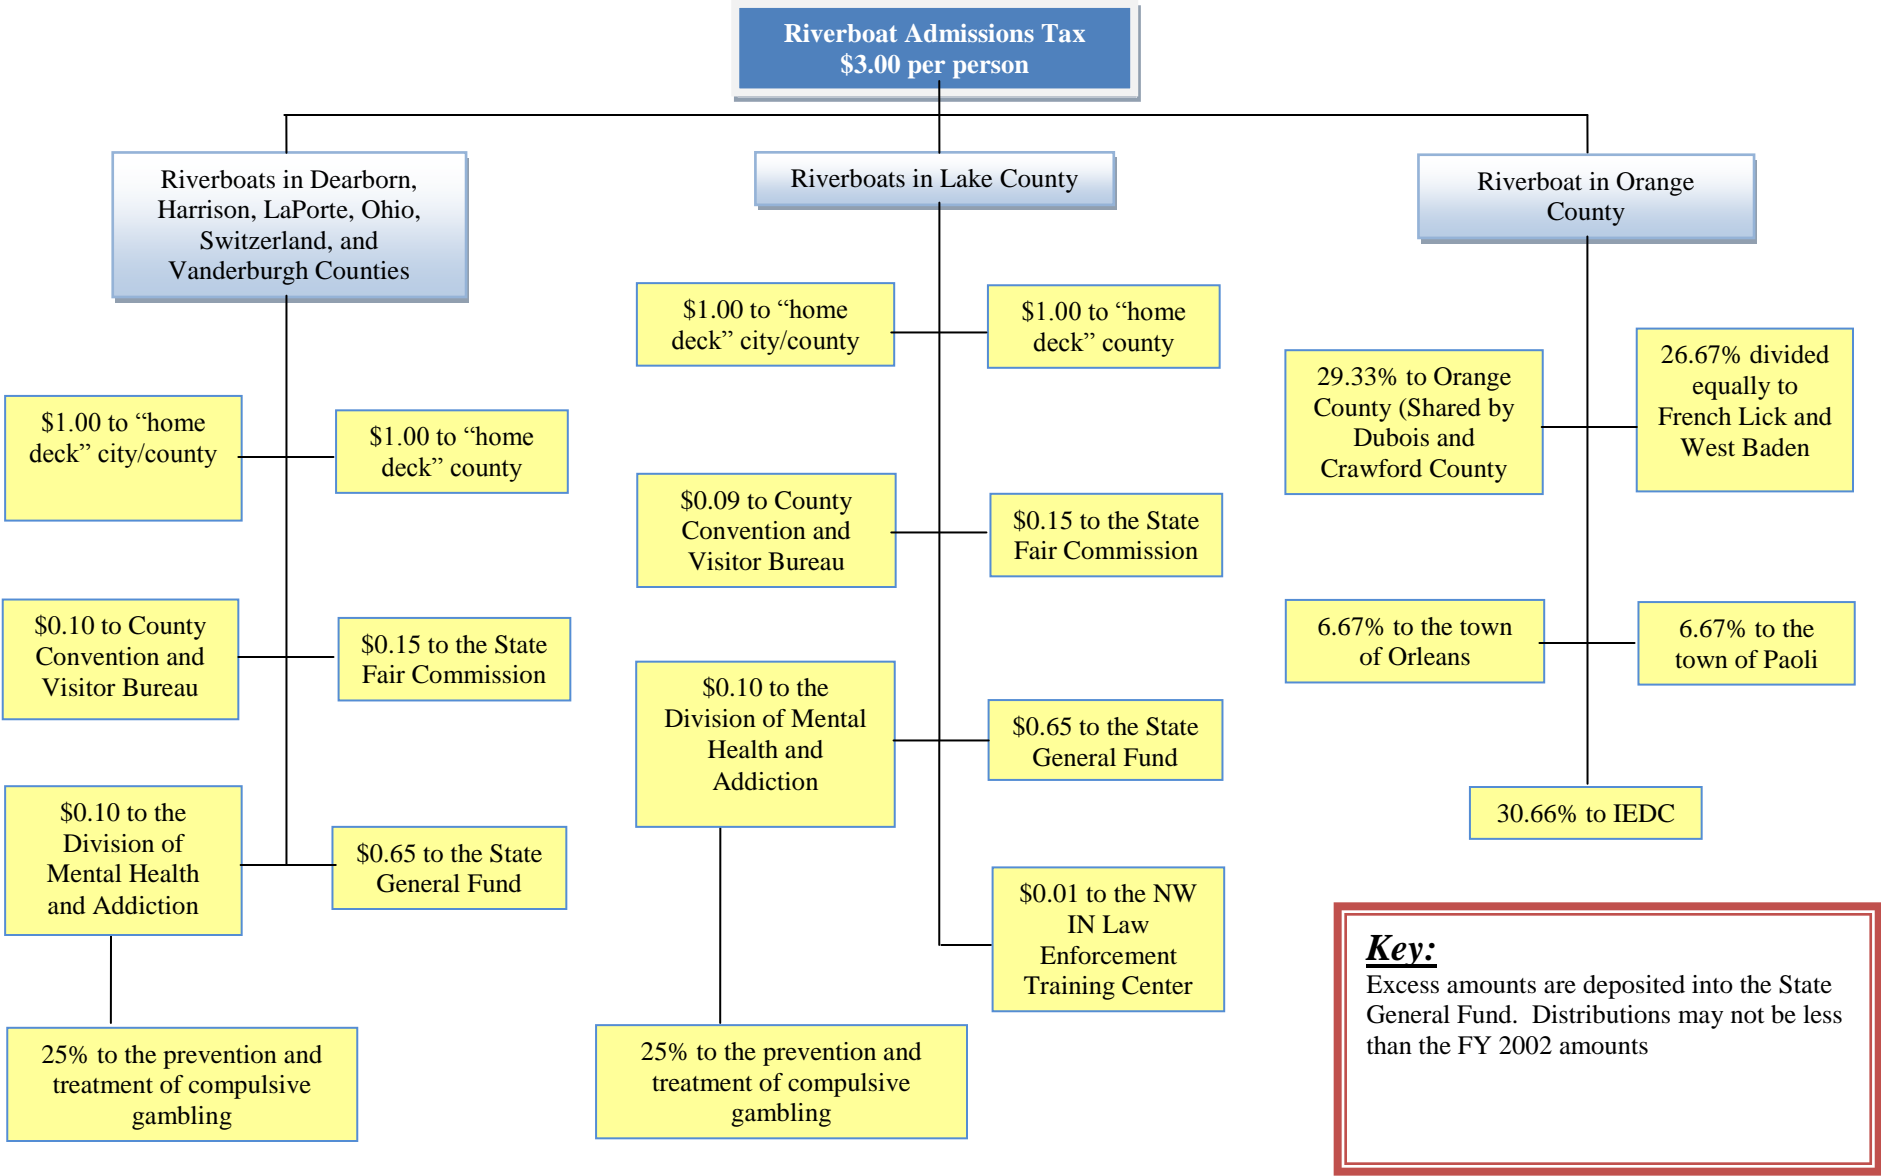 Riverboat Admissions Tax
$3.00 per person
Riverboats in Dearborn,
Harrison, LaPorte, Ohio,
Switzerland, and
Vanderburgh Counties
$1.00 to “home
deck” city/county
$1.00 to “home
deck” county
$0.10 to County
Convention and
Visitor Bureau
$0.15 to the State
Fair Commission
$0.10 to the
Division of
Mental Health
and Addiction
$0.65 to the State
General Fund
25% to the prevention and
treatment of compulsive
gambling
Riverboats in Lake County
$1.00 to “home
deck” city/county
$1.00 to “home
deck” county
$0.09 to County
Convention and
Visitor Bureau
$0.15 to the State
Fair Commission
$0.10 to the
Division of Mental
Health and
Addiction
$0.65 to the State
General Fund
$0.01 to the NW
IN Law
Enforcement
Training Center
25% to the prevention and
treatment of compulsive
gambling
Riverboat in Orange
County
29.33% to Orange
County (Shared by
Dubois and
Crawford County
26.67% divided
equally to
French Lick and
West Baden
6.67% to the town
of Orleans
6.67% to the
town of Paoli
30.66% to IEDC
Key:
Excess amounts are deposited into the State
General Fund.  Distributions may not be less
than the FY 2002 amounts